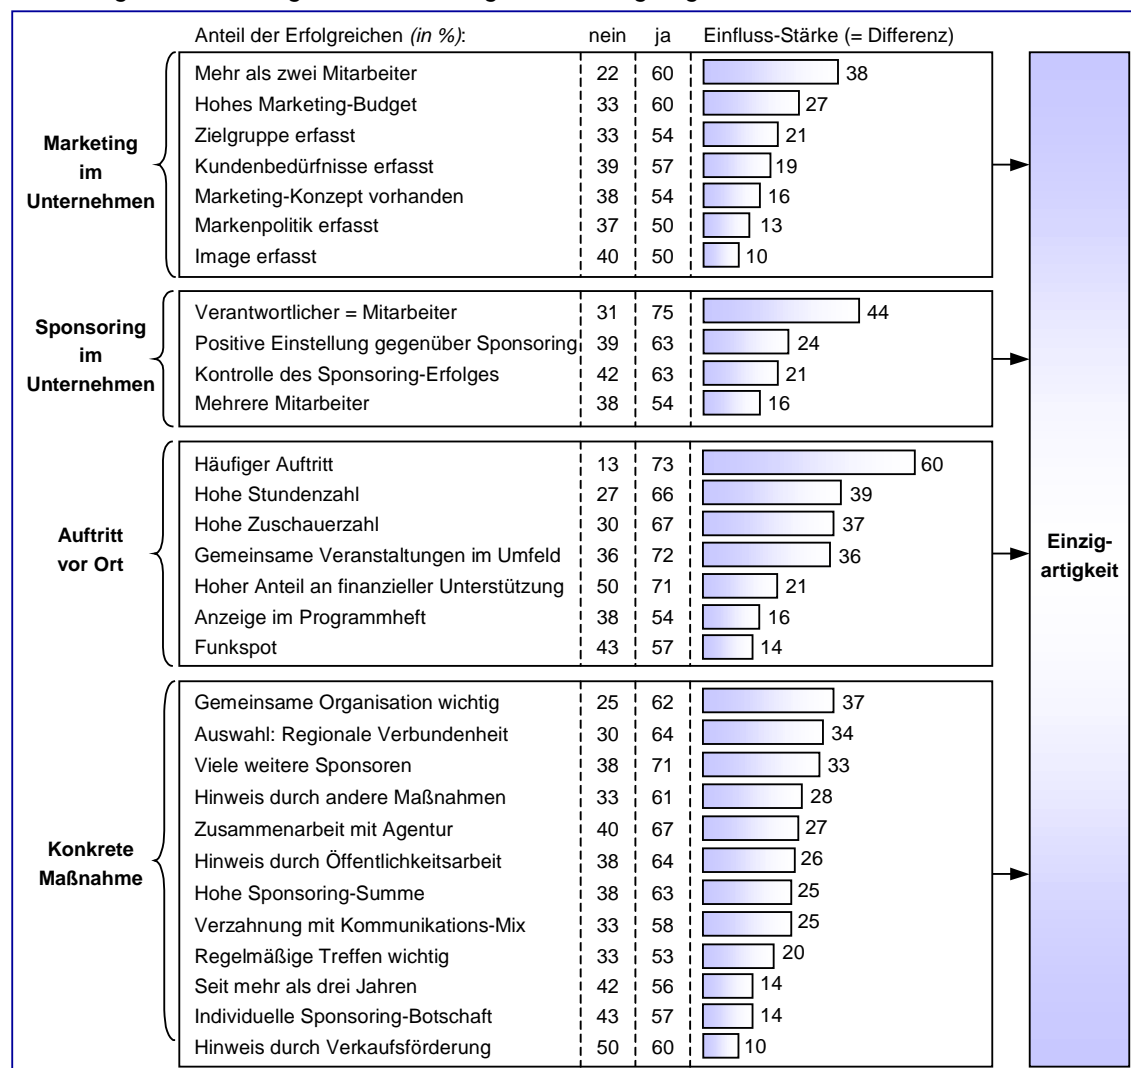 Anteil der Erfolgreichen (in %): nein ja Einfluss-Stärke (= Differenz)
Marketing
im
Unternehmen
Mehr als zwei Mitarbeiter 22 60 38
Hohes Marketing-Budget 33 60 27
Zielgruppe erfasst 33 54 21
Kundenbedürfnisse erfasst 39 57 19
Marketing-Konzept vorhanden 38 54 16
Markenpolitik erfasst 37 50 13
Image erfasst 40 50 10
Sponsoring
im
Unternehmen
Verantwortlicher = Mitarbeiter 31 75 44
Positive Einstellung gegenüber Sponsoring 39 63 24
Kontrolle des Sponsoring-Erfolges 42 63 21
Mehrere Mitarbeiter 38 54 16
Auftritt
vor Ort
Häufiger Auftritt 13 73 60
Hohe Stundenzahl 27 66 39
Hohe Zuschauerzahl 30 67 37
Gemeinsame Veranstaltungen im Umfeld 36 72 36
Hoher Anteil an finanzieller Unterstützung 50 71 21
Anzeige im Programmheft 38 54 16
Funkspot 43 57 14
Konkrete
Maßnahme
Gemeinsame Organisation wichtig 25 62 37
Auswahl: Regionale Verbundenheit 30 64 34
Viele weitere Sponsoren 38 71 33
Hinweis durch andere Maßnahmen 33 61 28
Zusammenarbeit mit Agentur 40 67 27
Hinweis durch Öffentlichkeitsarbeit 38 64 26
Hohe Sponsoring-Summe 38 63 25
Verzahnung mit Kommunikations-Mix 33 58 25
Regelmäßige Treffen wichtig 33 53 20
Seit mehr als drei Jahren 42 56 14
Individuelle Sponsoring-Botschaft 43 57 14
Hinweis durch Verkaufsförderung 50 60 10
Einzig-
artigkeit